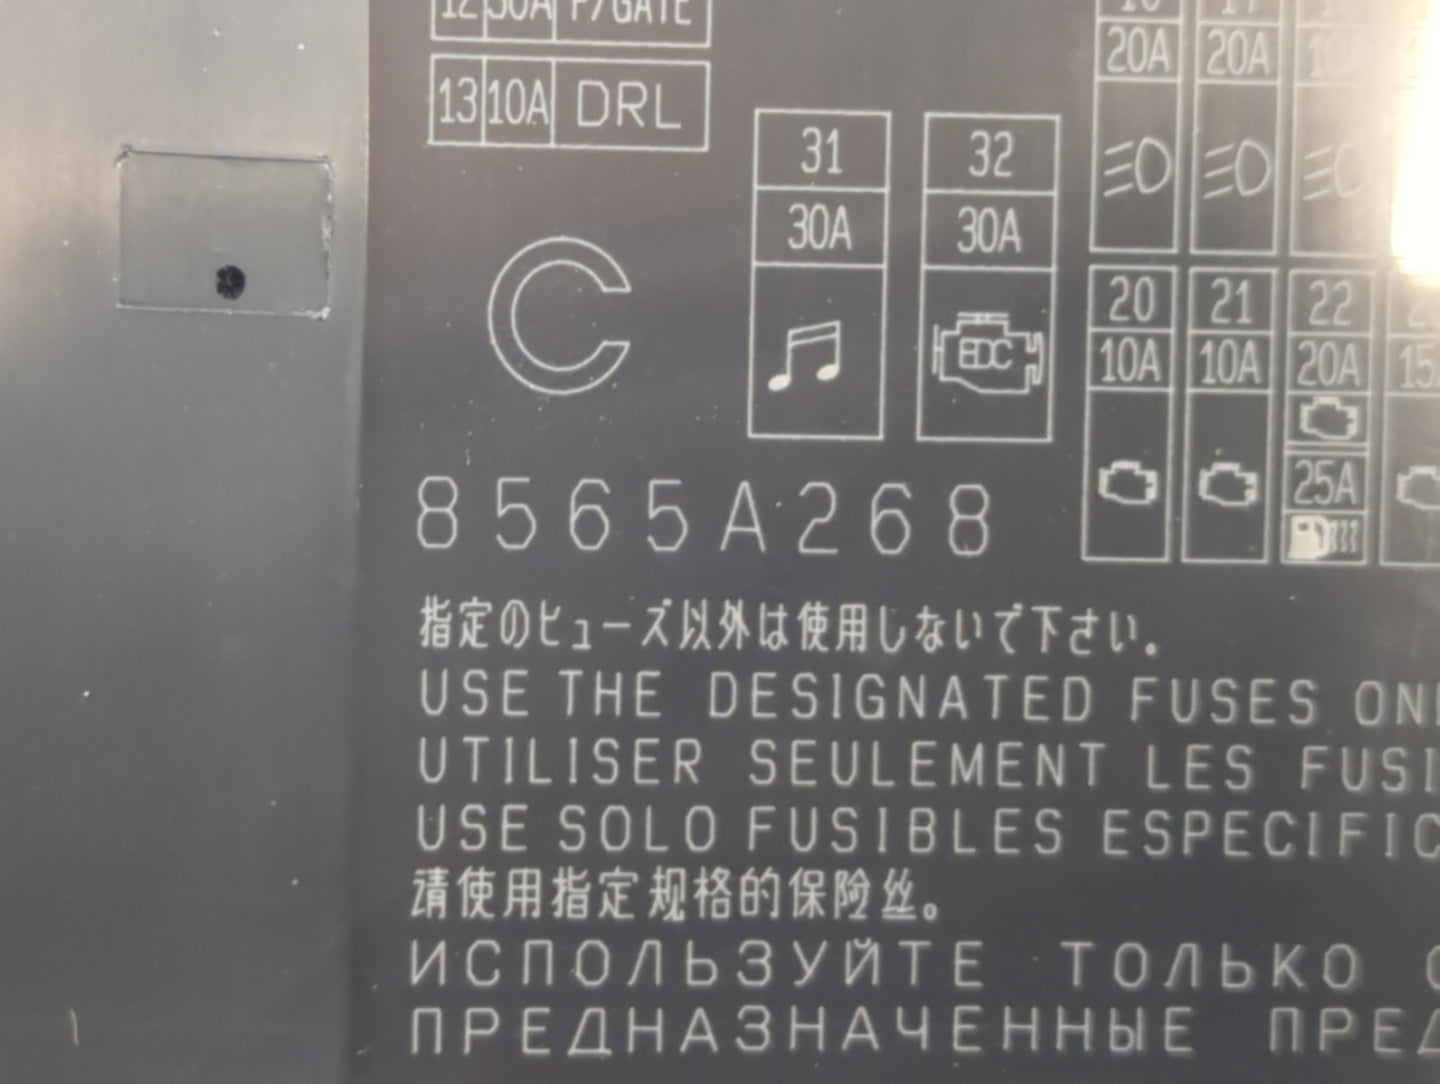 12 30A P/GATE
13 10A DRL
31
30A
32
30A
EDC
20A
20A
20
10A
21
10A
22
20A
25A
C
8565A268
指定のヒューズ以外は使用しないで下さい。
USE THE DESIGNATED FUSES
UTILISER SEULEMENT LES
USE SOLO FUSIBLES
请使用指定规格的保险丝。
ИСПОЛЬЗУЙТЕ ТОЛЬКО
ПРЕДНАЗНАЧЕННЫЕ